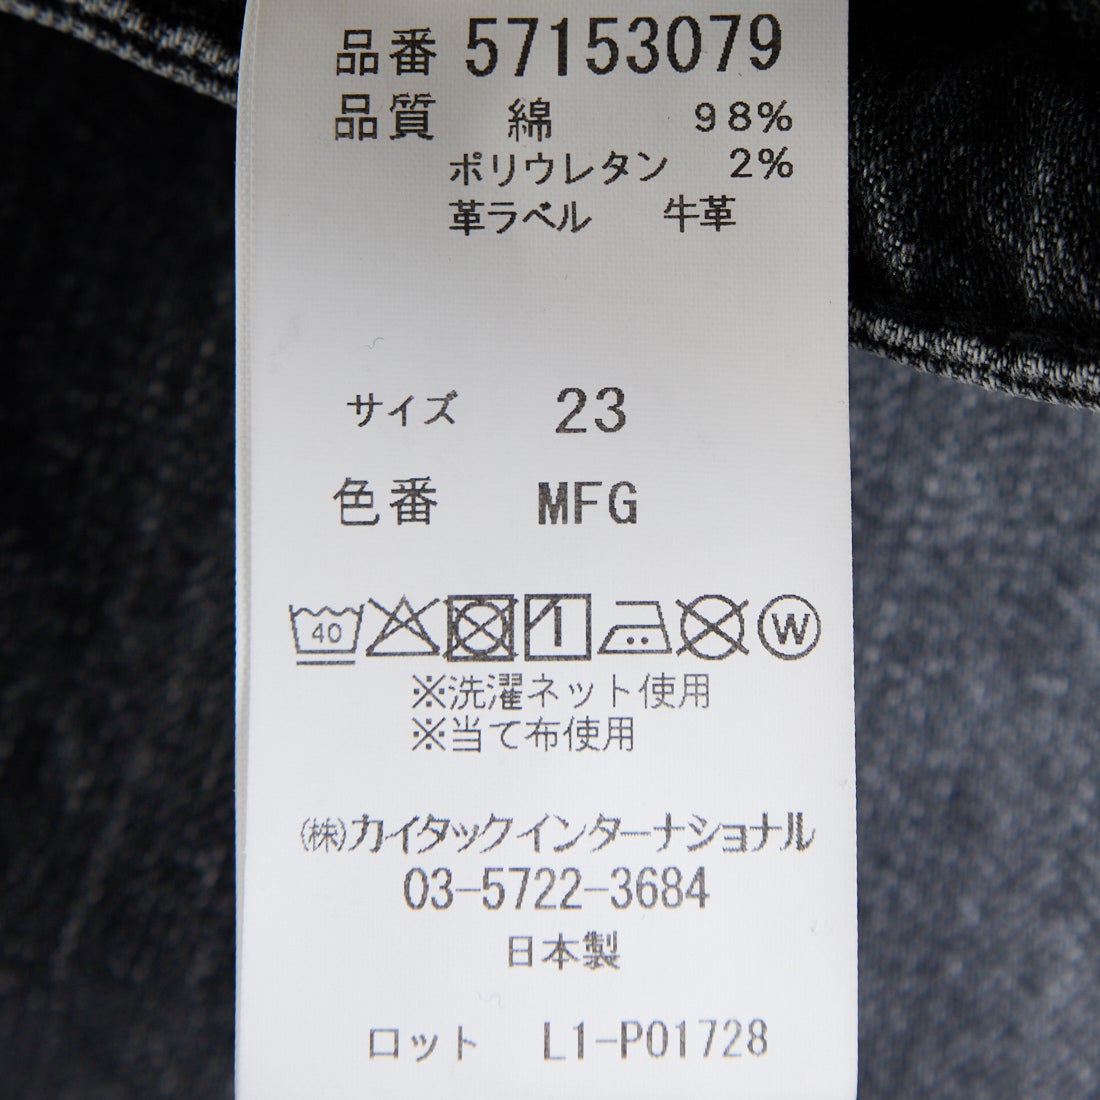 品番 57153079
品質 綿 98%
ポリウレタン 2%
革ラベル 牛革
サイズ 23
色番 MFG
40 W
※洗濯ネット使用
※当て布使用
㈱カイタックインターナショナル
03-5722-3684
日本製
ロット L1-P01728